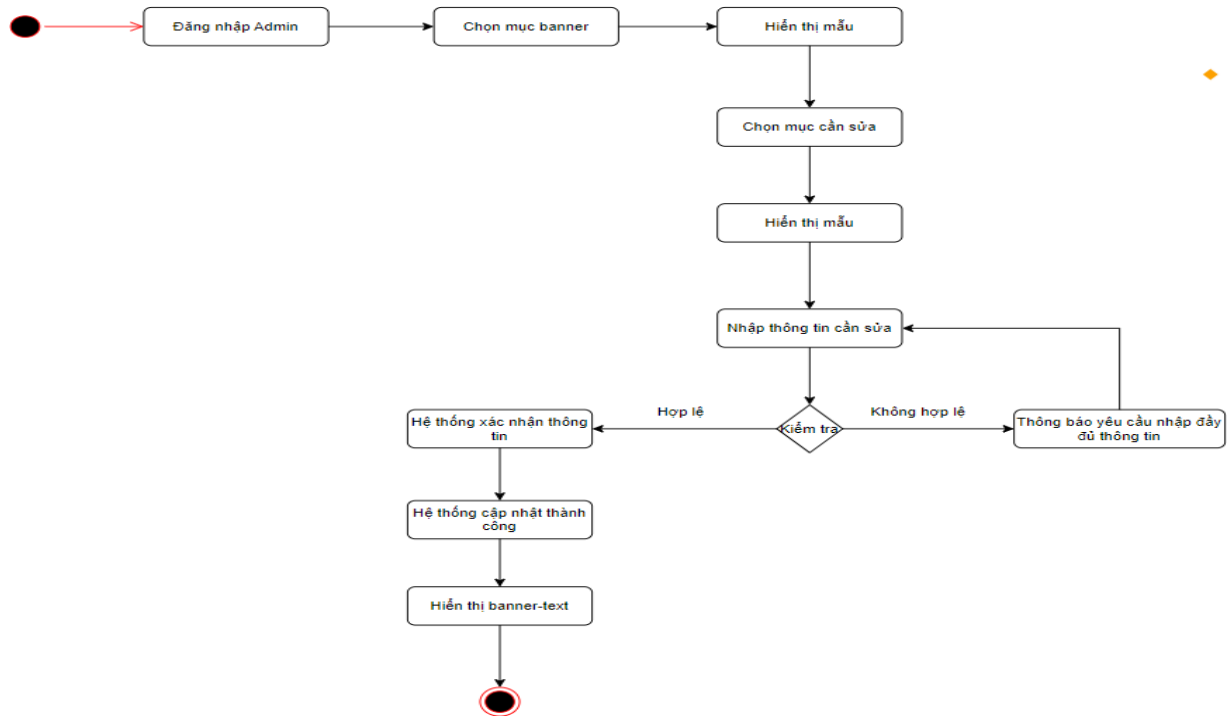 Đăng nhập Admin
Chọn mục banner
Hiển thị mẫu
Chọn mục cần sửa
Hiển thị mẫu
Nhập thông tin cần sửa
Hợp lệ
Không hợp lệ
Hệ thống xác nhận thông
tin
Kiểm tra
Thông báo yêu cầu nhập đầy
đủ thông tin
Hệ thống cập nhật thành
công
Hiển thị banner-text